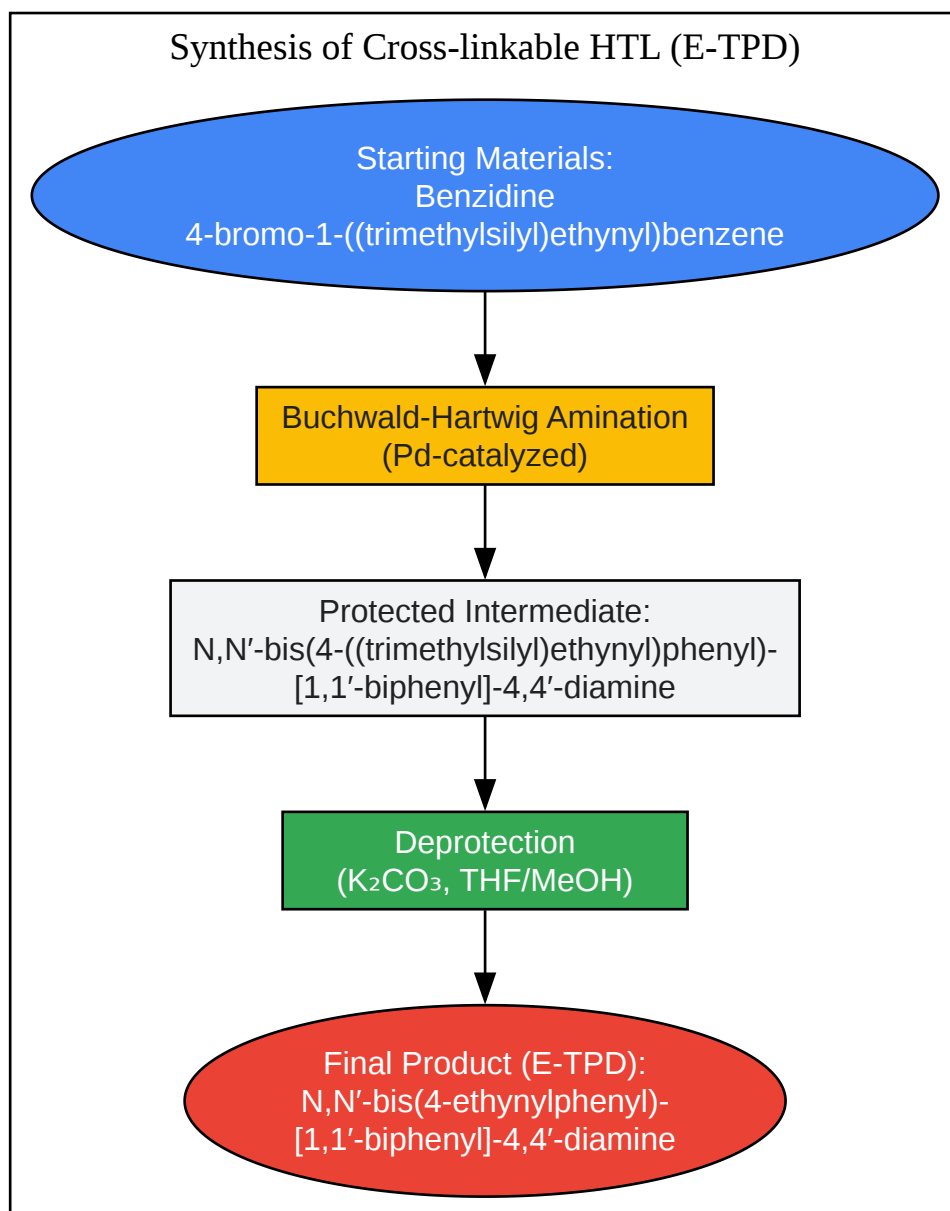 Synthesis of Cross-linkable HTL (E-TPD)
Starting Materials:
Benzidine
4-bromo-1-((trimethylsilyl)ethynyl)benzene
Buchwald-Hartwig Amination
(Pd-catalyzed)
Protected Intermediate:
N,N′-bis(4-((trimethylsilyl)ethynyl)phenyl)-
[1,1′-biphenyl]-4,4′-diamine
Deprotection
(K₂CO₃, THF/MeOH)
Final Product (E-TPD):
N,N′-bis(4-ethynylphenyl)-
[1,1′-biphenyl]-4,4′-diamine